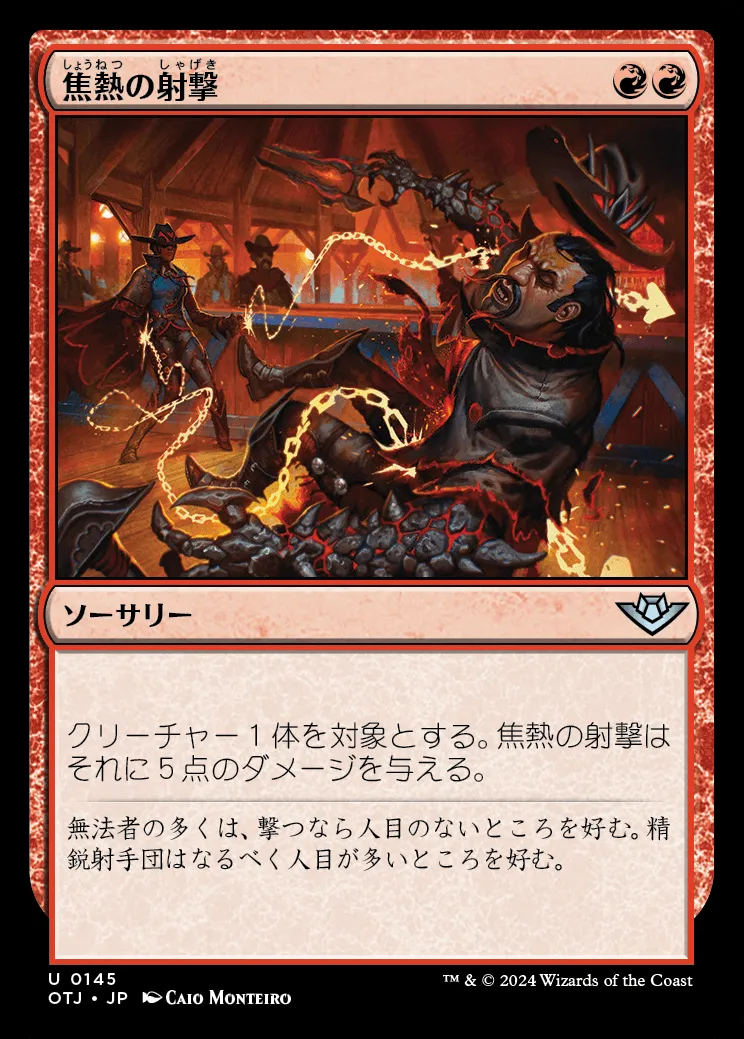 しょうねつ しゃげき
焦熱の射撃
ソーサリー
クリーチャー１体を対象とする。焦熱の射撃は
それに５点のダメージを与える。
無法者の多くは、撃つなら人目のないところを好む。精
鋭射手団はなるべく人目が多いところを好む。
U 0145
OTJ • JP CAIO MONTEIRO
™ & © 2024 Wizards of the Coast